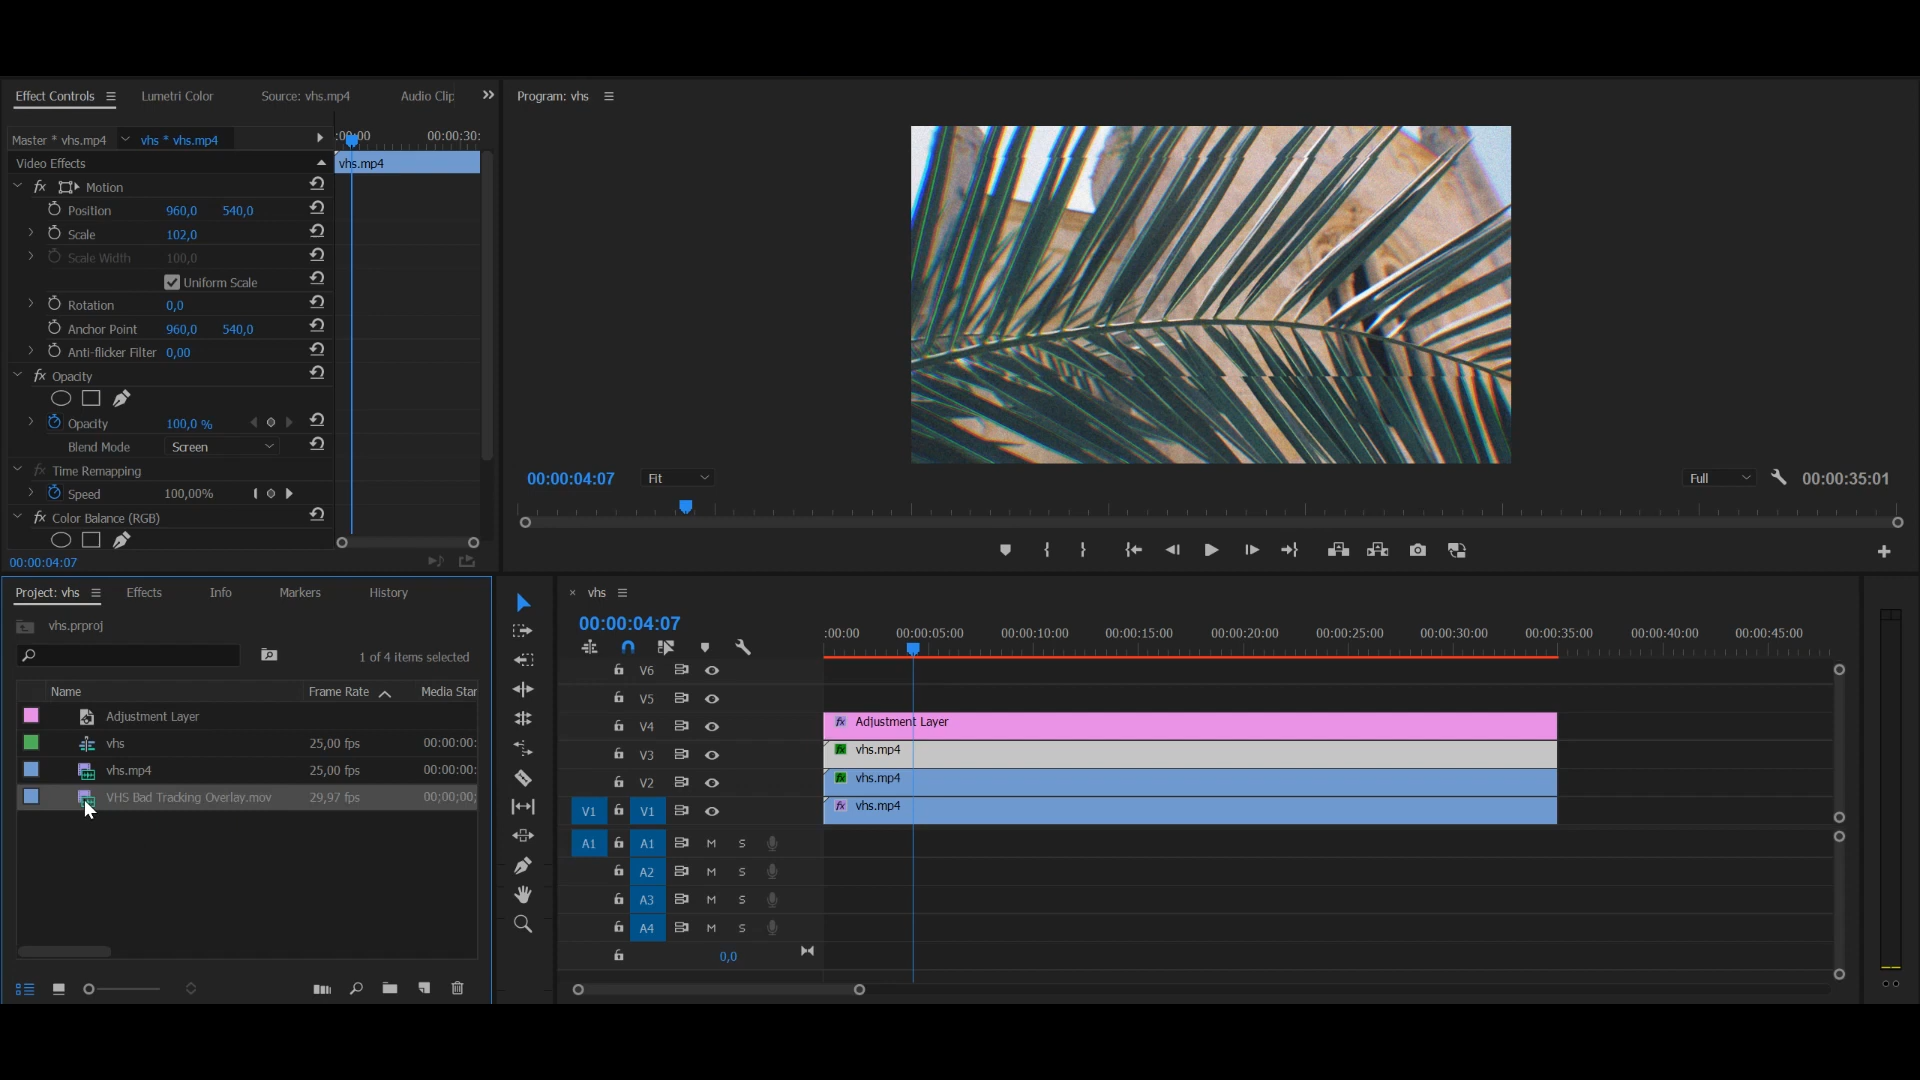 Effect Controls Lumetri Color Source: vhs.mp4 Audio Clip
Program: vhs
Master * vhs.mp4 vhs * vhs.mp4
:00:00 00:00:30:
Video Effects
vhs.mp4
fx Motion
Position 960,0 540,0
Scale 102,0
Scale Width 100,0
Uniform Scale
Rotation 0,0
Anchor Point 960,0 540,0
Anti-flicker Filter 0,00
fx Opacity
Opacity 100,0 %
Blend Mode Screen
fx Time Remapping
Speed 100,00%
fx Color Balance (RGB)
00:00:04:07
00:00:04:07 Fit Full 00:00:35:01
Project: vhs Effects Info Markers History
vhs.prproj
1 of 4 items selected
Name Frame Rate Media Star
Adjustment Layer
vhs 25,00 fps 00:00:00:
vhs.mp4 25,00 fps 00:00:00:
VHS Bad Tracking Overlay.mov 29,97 fps 00;00;00;
× vhs
00:00:04:07
:00:00 00:00:05:00 00:00:10:00 00:00:15:00 00:00:20:00 00:00:25:00 00:00:30:00 00:00:35:00 00:00:40:00 00:00:45:00
V6
V5
V4 fx Adjustment Layer
V3 fx vhs.mp4
V2 fx vhs.mp4
V1 V1 fx vhs.mp4
A1 A1 M S
A2 M S
A3 M S
A4 M S
0,0